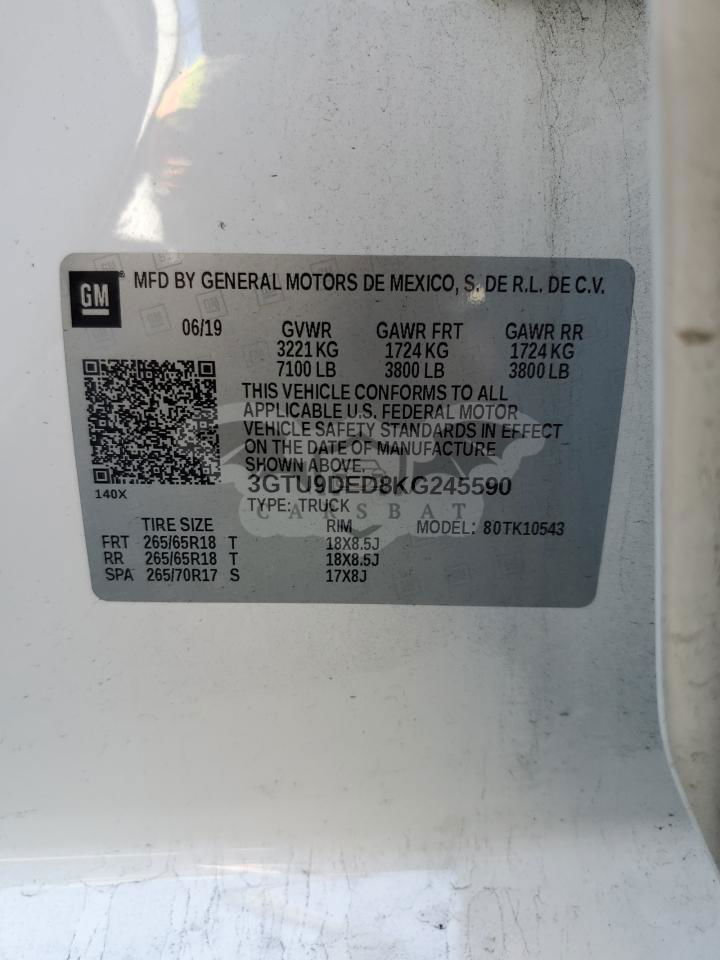 GM ® MFD BY GENERAL MOTORS DE MEXICO, S. DE R.L. DE C.V.
06/19 GVWR GAWR FRT GAWR RR
3221 KG 1724 KG 1724 KG
7100 LB 3800 LB 3800 LB
THIS VEHICLE CONFORMS TO ALL
APPLICABLE U.S. FEDERAL MOTOR
VEHICLE SAFETY STANDARDS IN EFFECT
ON THE DATE OF MANUFACTURE
SHOWN ABOVE.
140X 3GTU9DED8KG245590
TYPE: TRUCK
CARSBAT
TIRE SIZE RIM MODEL: 80TK10543
FRT 265/65R18 T 18X8.5J
RR 265/65R18 T 18X8.5J
SPA 265/70R17 S 17X8J